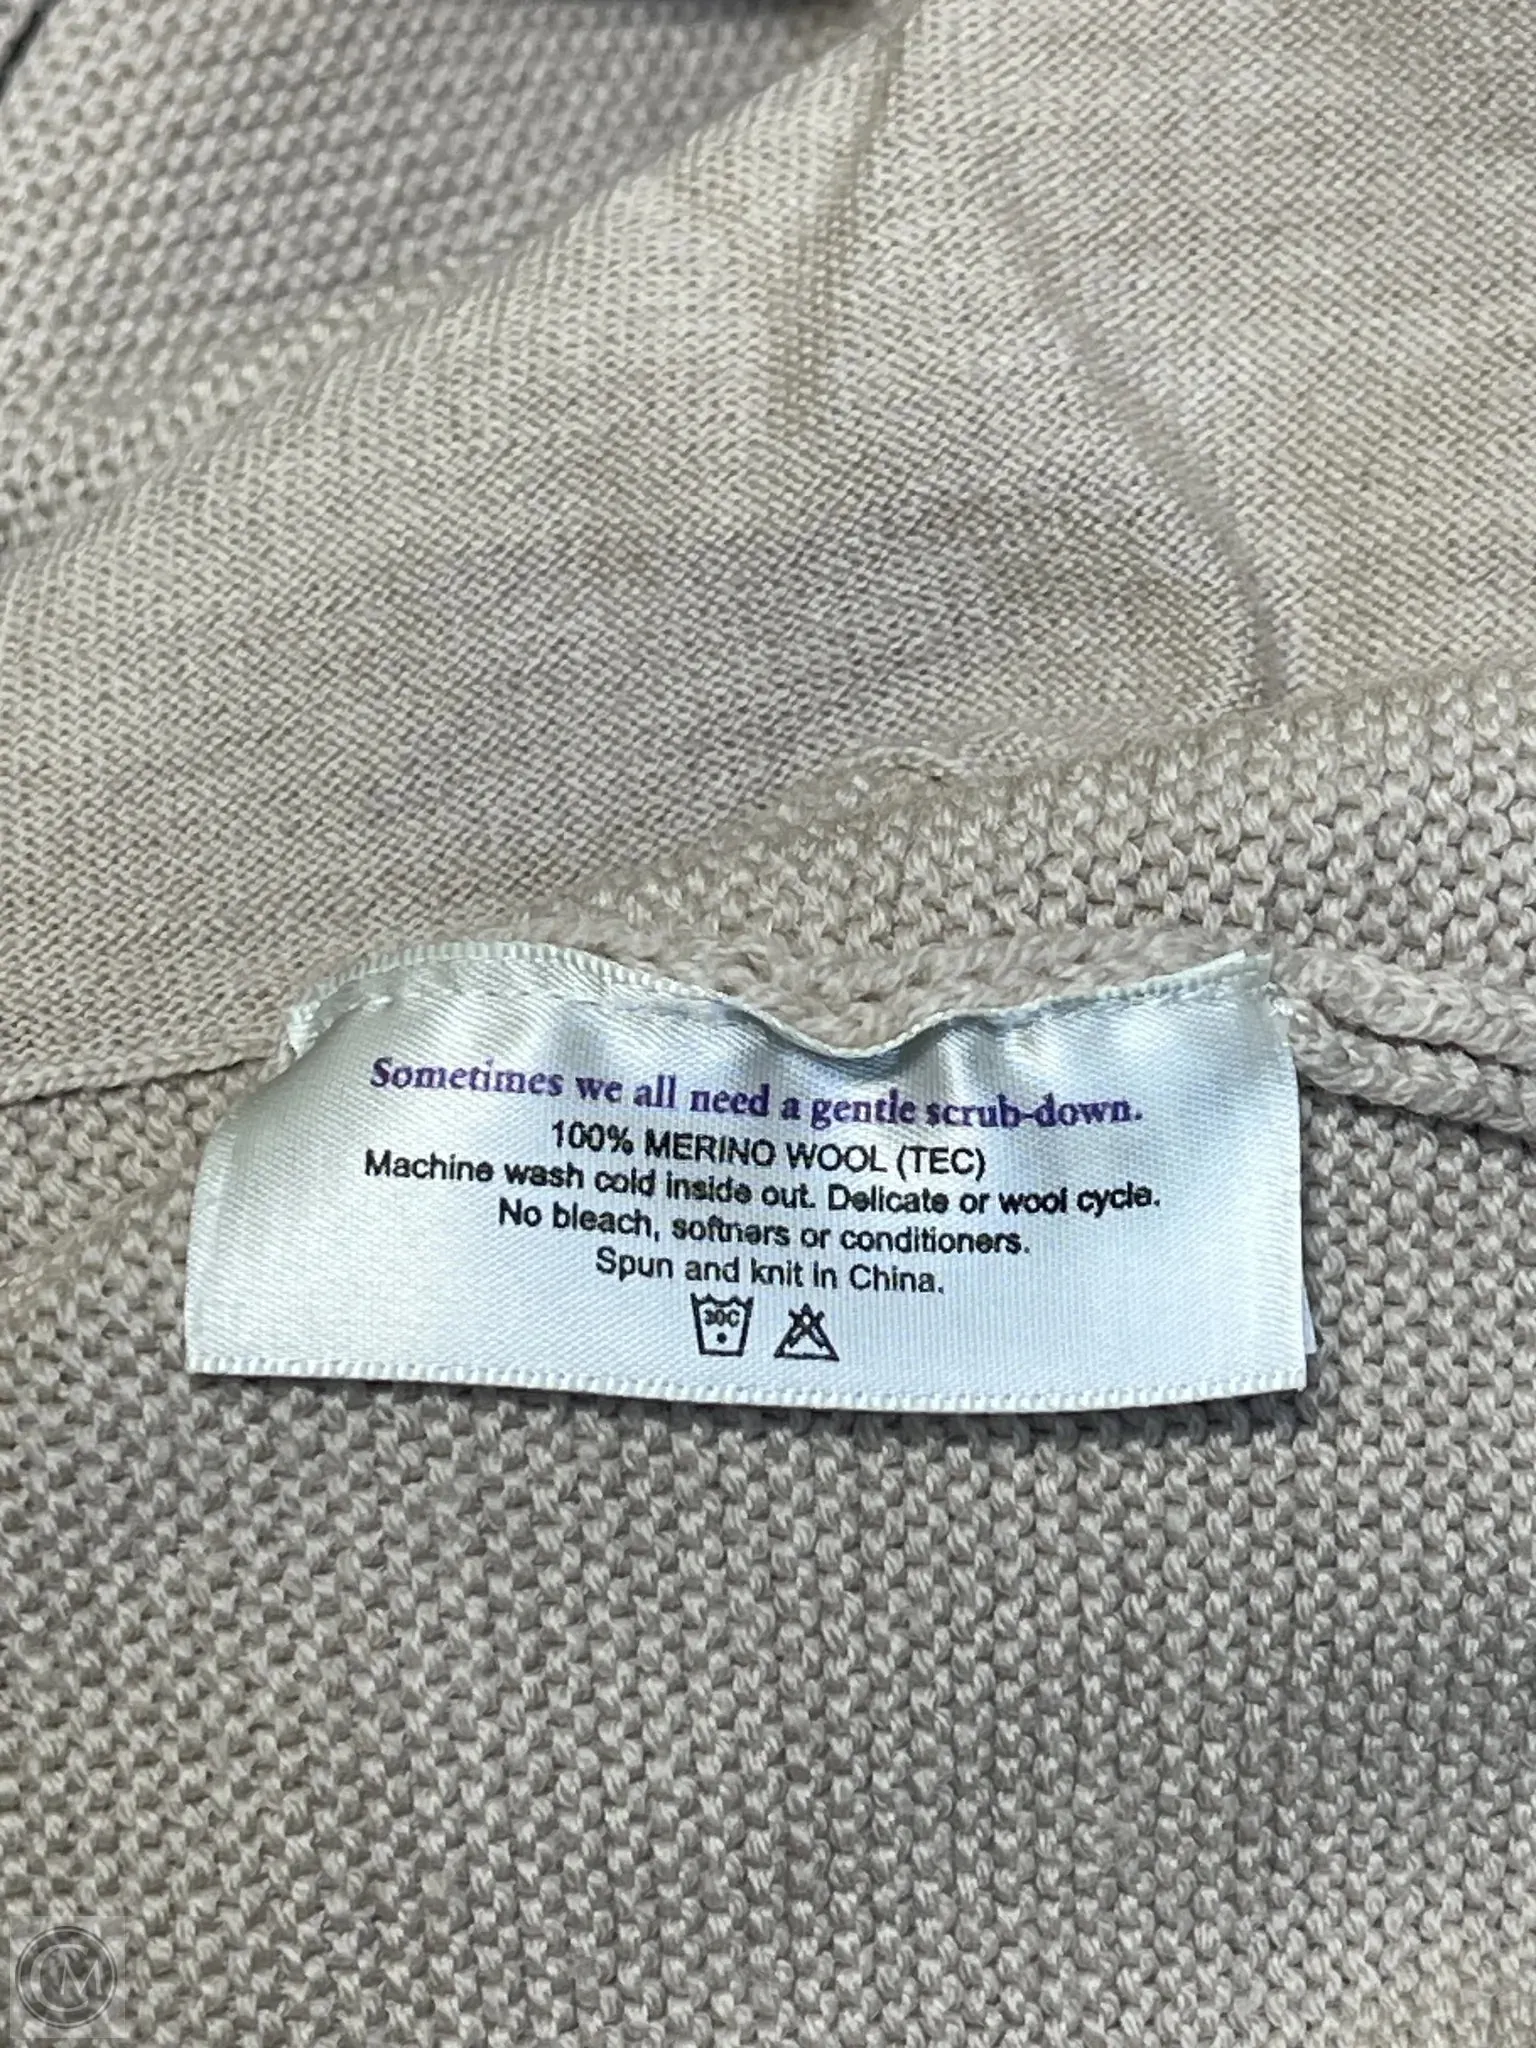 Sometimes we all need a gentle scrub-down.
100% MERINO WOOL (TEC)
Machine wash cold inside out. Delicate or wool cycle.
No bleach, softners or conditioners.
Spun and knit in China.
30C
CM